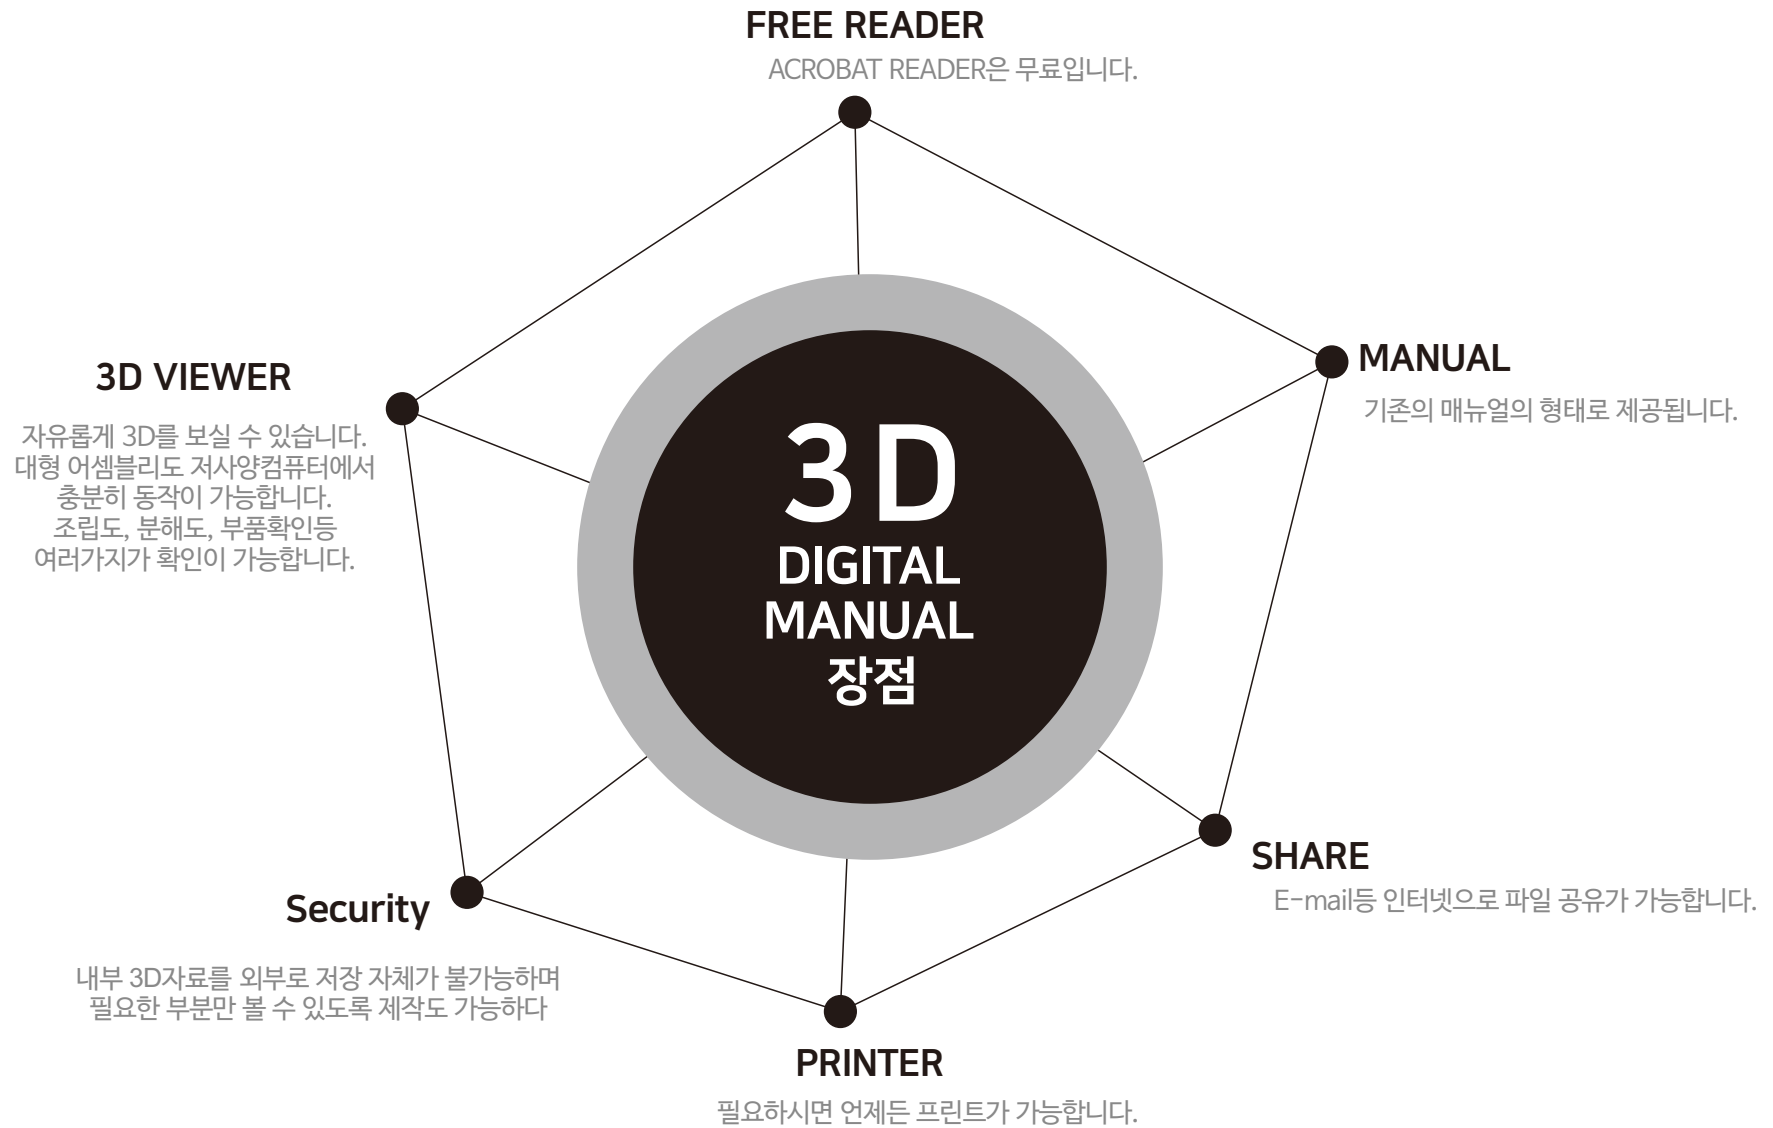 FREE READER
ACROBAT READER은 무료입니다.
MANUAL
기존의 매뉴얼의 형태로 제공됩니다.
3D VIEWER
자유롭게 3D를 보실 수 있습니다.
대형 어셈블리도 저사양컴퓨터에서
충분히 동작이 가능합니다.
조립도, 분해도, 부품확인등
여러가지가 확인이 가능합니다.
3D
DIGITAL
MANUAL
장점
SHARE
E-mail등 인터넷으로 파일 공유가 가능합니다.
Security
내부 3D자료를 외부로 저장 자체가 불가능하며
필요한 부분만 볼 수 있도록 제작도 가능하다
PRINTER
필요하시면 언제든 프린트가 가능합니다.